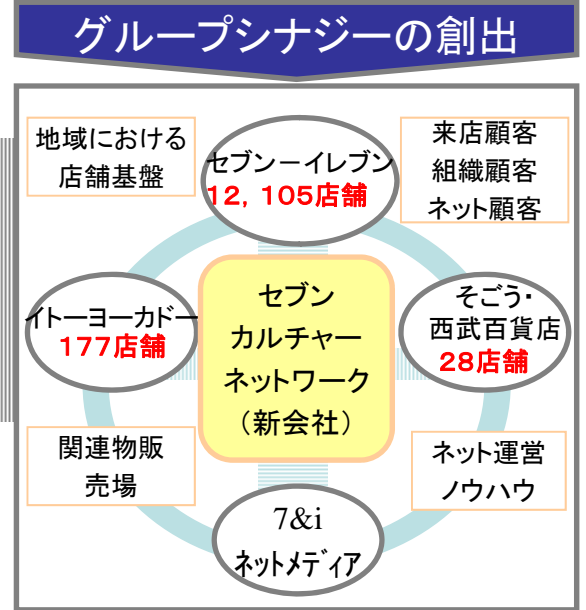 グループシナジーの創出
地域における
店舗基盤
セブンーイレブン
12，105店舗
来店顧客
組織顧客
ネット顧客
イトーヨーカドー
177店舗
セブン
カルチャー
ネットワーク
（新会社）
そごう・
西武百貨店
28店舗
関連物販
売場
7&i
ネットメディア
ネット運営
ノウハウ